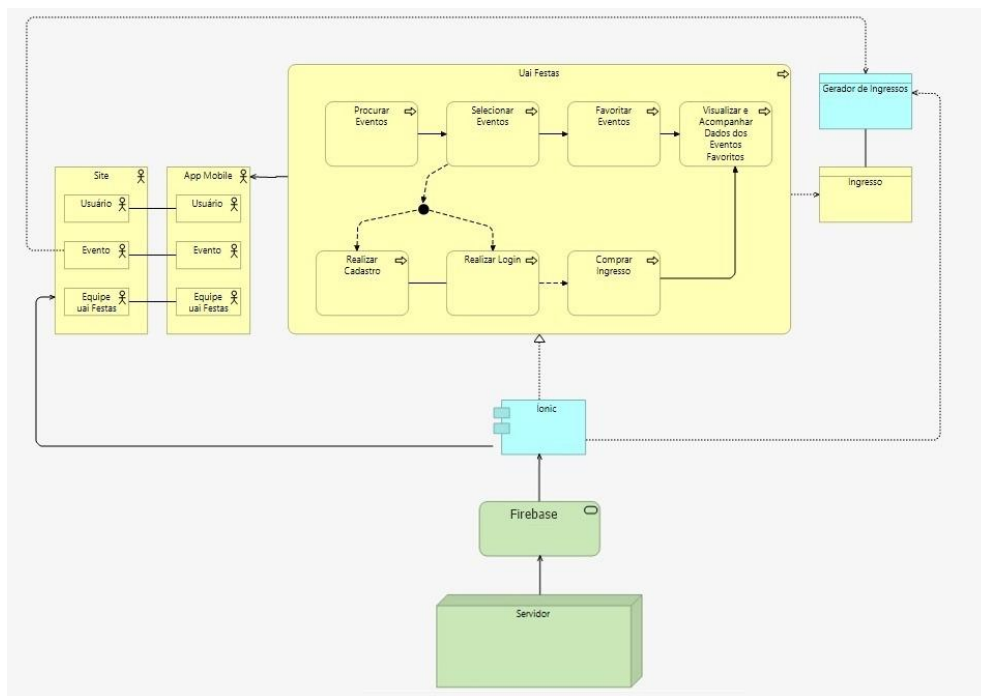 Uai Festas
Procurar
Eventos
Selecionar
Eventos
Favoritar
Eventos
Visualizar e
Acompanhar
Dados dos
Eventos
Favoritos
Gerador de Ingressos
Ingresso
Site
Usuário
Evento
Equipe
uai Festas
App Mobile
Usuário
Evento
Equipe
uai Festas
Realizar
Cadastro
Realizar Login
Comprar
Ingresso
Ionic
Firebase
Servidor